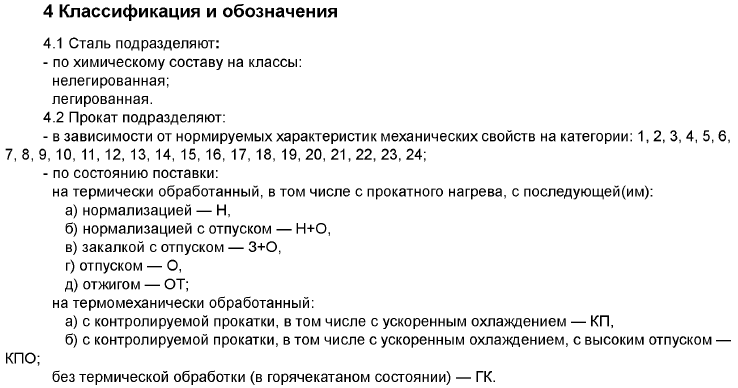 4 Классификация и обозначения
4.1 Сталь подразделяют:
- по химическому составу на классы:
нелегированная;
легированная.
4.2 Прокат подразделяют:
- в зависимости от нормируемых характеристик механических свойств на категории: 1, 2, 3, 4, 5, 6,
7, 8, 9, 10, 11, 12, 13, 14, 15, 16, 17, 18, 19, 20, 21, 22, 23, 24;
- по состоянию поставки:
на термически обработанный, в том числе с прокатного нагрева, с последующей(им):
а) нормализацией — Н,
б) нормализацией с отпуском — Н+О,
в) закалкой с отпуском — З+О,
г) отпуском — О,
д) отжигом — ОТ;
на термомеханически обработанный:
а) с контролируемой прокатки, в том числе с ускоренным охлаждением — КП,
б) с контролируемой прокатки, в том числе с ускоренным охлаждением, с высоким отпуском —
КПО;
без термической обработки (в горячекатаном состоянии) — ГК.